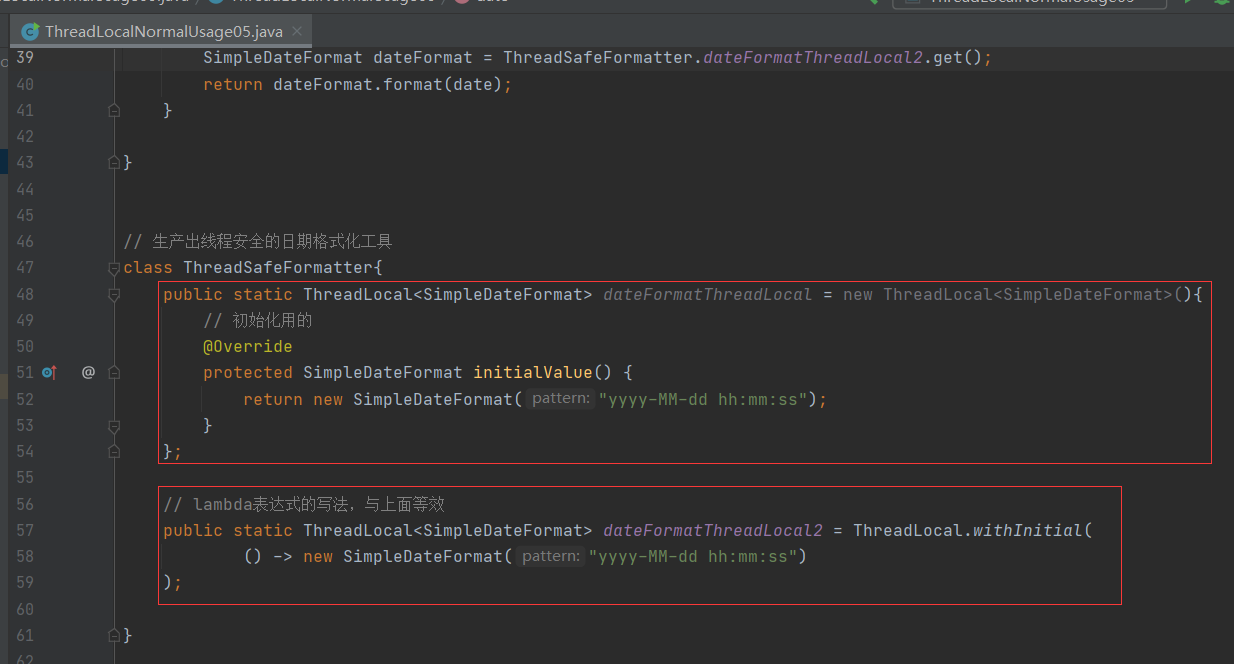 ThreadLocalNormalUsage05.java
39 SimpleDateFormat dateFormat = ThreadSafeFormatter.dateFormatThreadLocal2.get();
40 return dateFormat.format(date);
41 }
42
43 }
44
45
46 // 生产出线程安全的日期格式化工具
47 class ThreadSafeFormatter{
48 public static ThreadLocal<SimpleDateFormat> dateFormatThreadLocal = new ThreadLocal<SimpleDateFormat>(){
49 // 初始化用的
50 @Override
51 @ protected SimpleDateFormat initialValue() {
52 return new SimpleDateFormat( pattern: "yyyy-MM-dd hh:mm:ss");
53 }
54 };
55
56 // lambda表达式的写法，与上面等效
57 public static ThreadLocal<SimpleDateFormat> dateFormatThreadLocal2 = ThreadLocal.withInitial(
58 () -> new SimpleDateFormat( pattern: "yyyy-MM-dd hh:mm:ss")
59 );
60
61 }
62